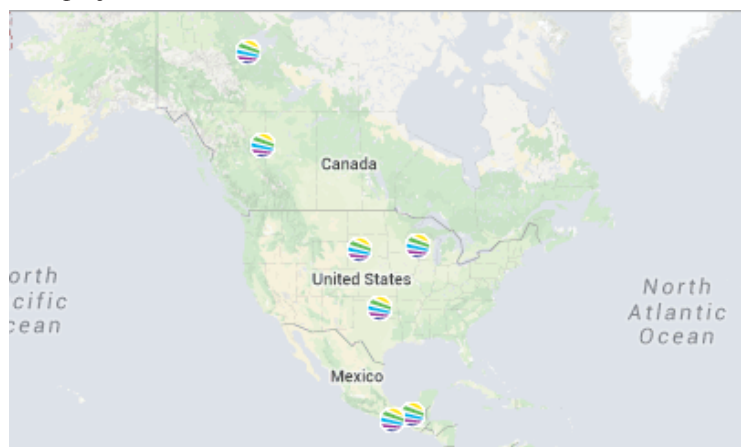 Canada
United States
orth
cific
cean
North
Atlantic
Ocean
Mexico